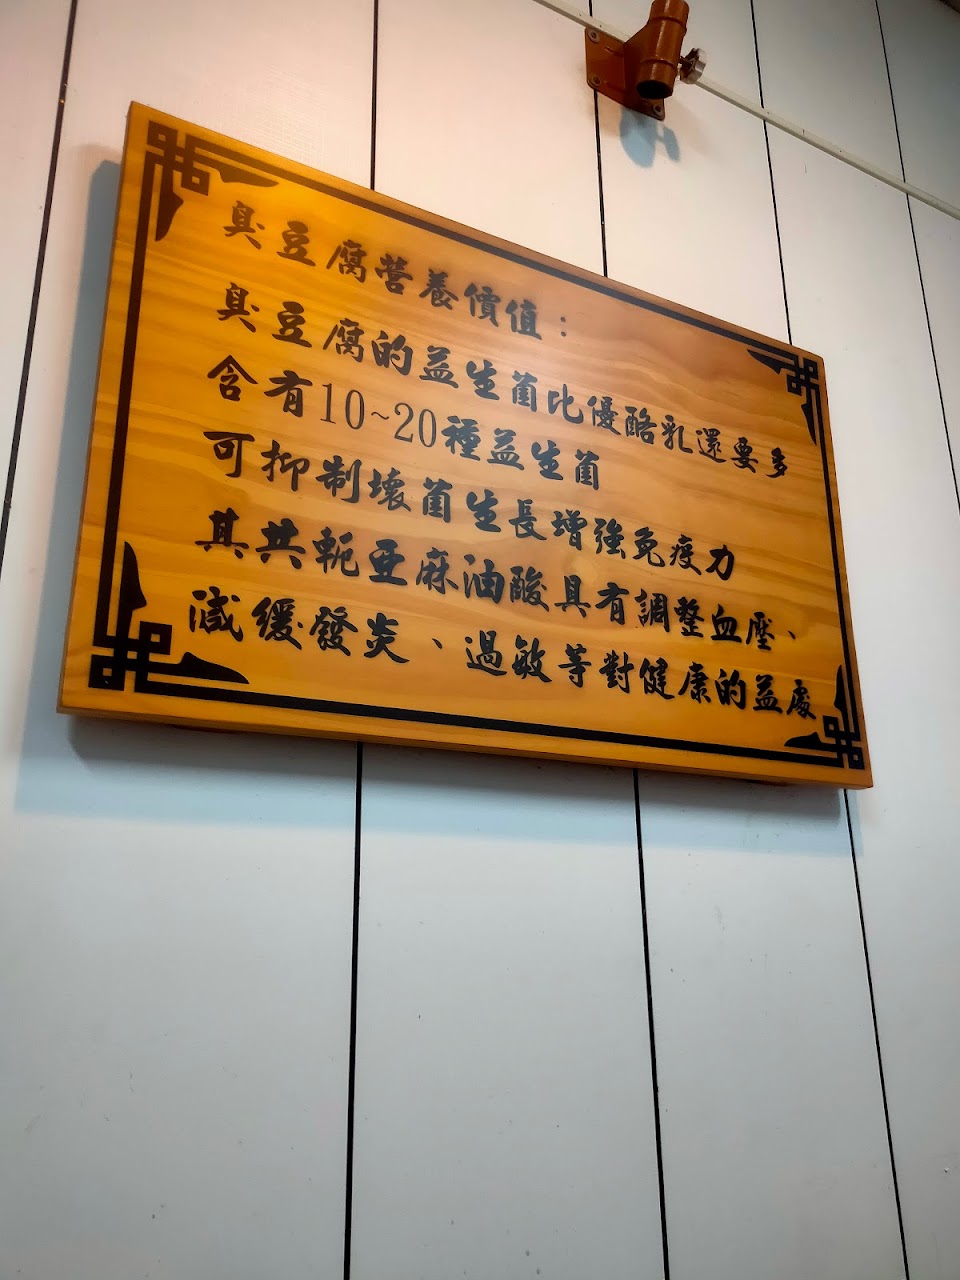 臭豆腐營養價值：
臭豆腐的益生菌比優酪乳還要多
含有10~20種益生菌
可抑制壞菌生長增強免疫力
其共軛亞麻油酸具有調整血壓、
減緩發炎、過敏等對健康的益處